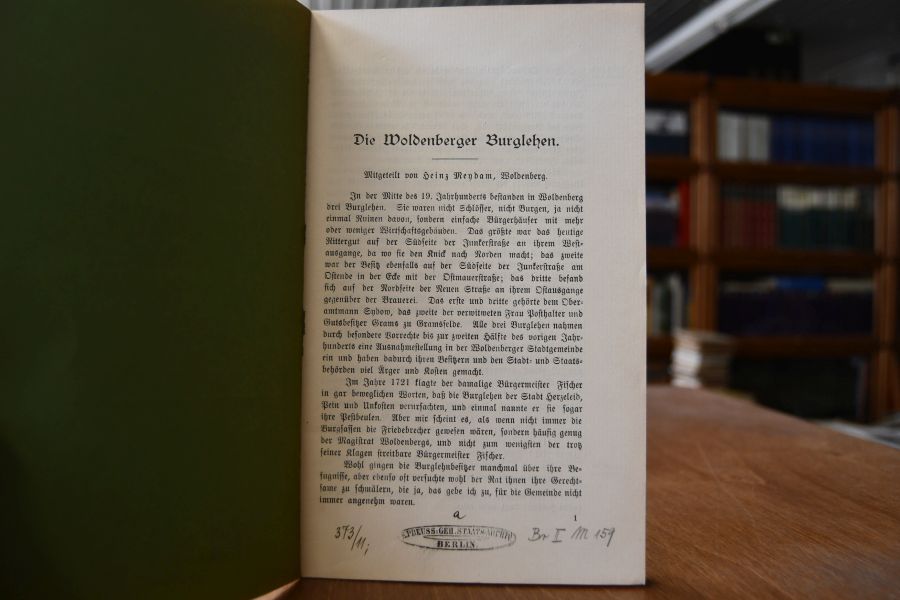 Die Woldenberger Burglehen.
Mitgeteilt von Heinz Meydam, Woldenberg.
In der Mitte des 19. Jahrhunderts bestanden in Woldenberg
drei Burglehen. Sie waren nicht Schlösser, nicht Burgen, ja nicht
einmal Ruinen davon, sondern einfache Bürgerhäuser mit mehr
oder weniger Wirtschaftsgebäuden. Das größte war das heutige
Rittergut auf der Südseite der Junkerstraße an ihrem West-
ausgange, da wo sie den Knick nach Norden macht; das zweite
war der Besitz ebenfalls auf der Südseite der Junkerstraße am
Ostende in der Ecke mit der Ostmauerstraße; das dritte befand
sich auf der Nordseite der Neuen Straße an ihrem Ostausgange
gegenüber der Brauerei. Das erste und dritte gehörte dem Ober-
amtmann Sydow, das zweite der verwitweten Frau Posthalter und
Gutsbesitzer Grams zu Gramsfelde. Alle drei Burglehen nahmen
durch besondere Vorrechte bis zur zweiten Hälfte des vorigen Jahr-
hunderts eine Ausnahmestellung in der Woldenberger Stadtgemeinde
ein und haben dadurch ihren Besitzern und den Stadt- und Staats-
behörden viel Ärger und Kosten gemacht.
Im Jahre 1721 klagte der damalige Bürgermeister Fischer
in gar beweglichen Worten, daß die Burglehen der Stadt Herzeleid,
Pein und Unkosten verursachten, und einmal nannte er sie sogar
ihre Pestbeulen. Aber mir scheint es, als wenn nicht immer die
Burgsassen die Friedebrecher gewesen wären, sondern häufig genug
der Magistrat Woldenbergs, und nicht zum wenigsten der trotz
seiner Klagen streitbare Bürgermeister Fischer.
Wohl gingen die Burglehnbesitzer manchmal über ihre Be-
fugnisse, aber ebenso oft versuchte wohl der Rat ihnen ihre Gerecht-
same zu schmälern, die ja, das gebe ich zu, für die Gemeinde nicht
immer angenehm waren.
a
1
373/11;
PREUSS. GEH. STAATSARCHIV
BERLIN.
Br I M 159